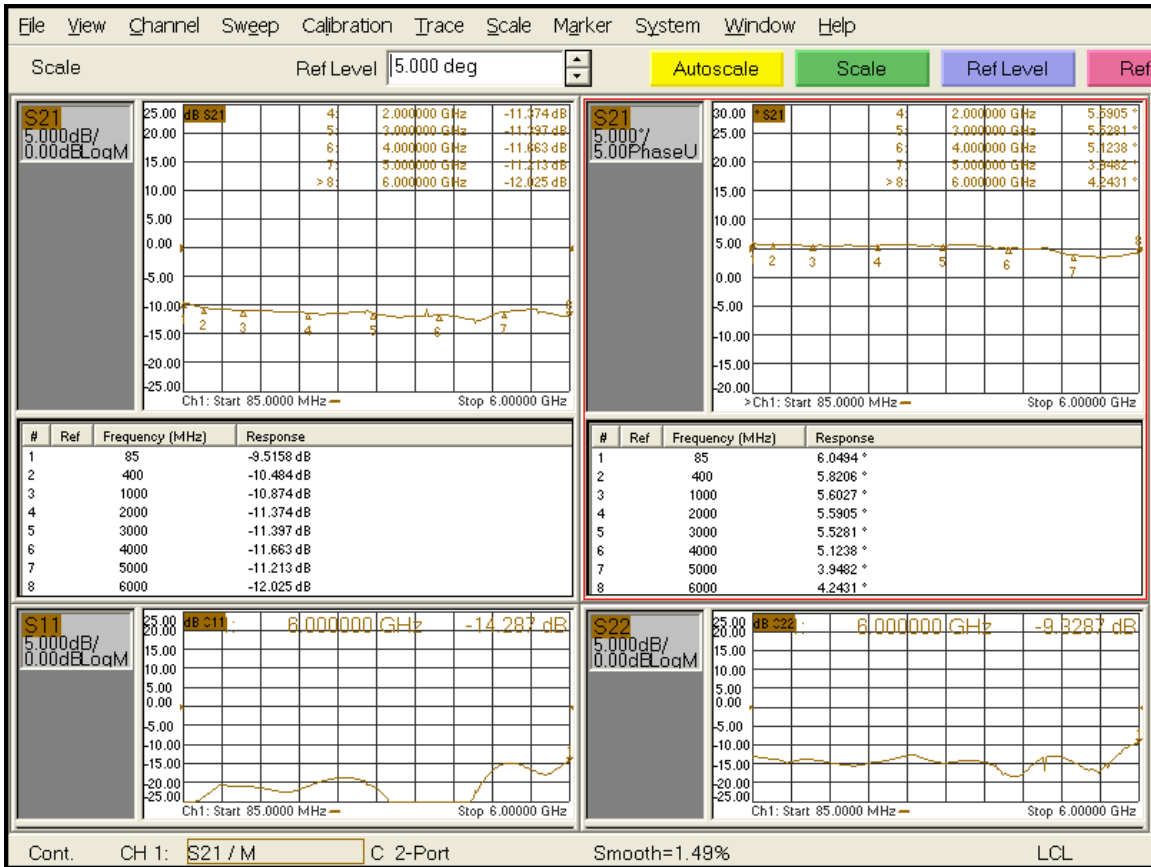 File View Channel Sweep Calibration Trace Scale Marker System Window Help
Scale Ref Level 5.000 deg Autoscale Scale Ref Level Ref
S21
5.000dB/
0.00dBLogM
25.00
20.00
15.00
10.00
5.00
0.00
-5.00
-10.00
-15.00
-20.00
-25.00
dB S21
4: 2.000000 GHz -11.374 dB
5: 3.000000 GHz -11.397 dB
6: 4.000000 GHz -11.663 dB
7: 5.000000 GHz -11.213 dB
> 8: 6.000000 GHz -12.025 dB
2 3 4 5 6 7 8
Ch1: Start 85.0000 MHz Stop 6.00000 GHz
# Ref Frequency (MHz) Response
1 85 -9.5158 dB
2 400 -10.484 dB
3 1000 -10.874 dB
4 2000 -11.374 dB
5 3000 -11.397 dB
6 4000 -11.663 dB
7 5000 -11.213 dB
8 6000 -12.025 dB
S21
5.000°/
5.00PhaseU
30.00
25.00
20.00
15.00
10.00
5.00
0.00
-5.00
-10.00
-15.00
-20.00
° S21
4: 2.000000 GHz 5.5905 °
5: 3.000000 GHz 5.5281 °
6: 4.000000 GHz 5.1238 °
7: 5.000000 GHz 3.9482 °
> 8: 6.000000 GHz 4.2431 °
1 2 3 4 5 6 7 8
>Ch1: Start 85.0000 MHz Stop 6.00000 GHz
# Ref Frequency (MHz) Response
1 85 6.0494 °
2 400 5.8206 °
3 1000 5.6027 °
4 2000 5.5905 °
5 3000 5.5281 °
6 4000 5.1238 °
7 5000 3.9482 °
8 6000 4.2431 °
S11
5.000dB/
0.00dBLogM
25.00
20.00
15.00
10.00
5.00
0.00
-5.00
-10.00
-15.00
-20.00
-25.00
dB S11 : 6.000000 GHz -14.287 dB
Ch1: Start 85.0000 MHz Stop 6.00000 GHz
S22
5.000dB/
0.00dBLogM
25.00
20.00
15.00
10.00
5.00
0.00
-5.00
-10.00
-15.00
-20.00
-25.00
dB S22 : 6.000000 GHz -9.8287 dB
Ch1: Start 85.0000 MHz Stop 6.00000 GHz
Cont. CH 1: S21 / M C 2-Port Smooth=1.49% LCL